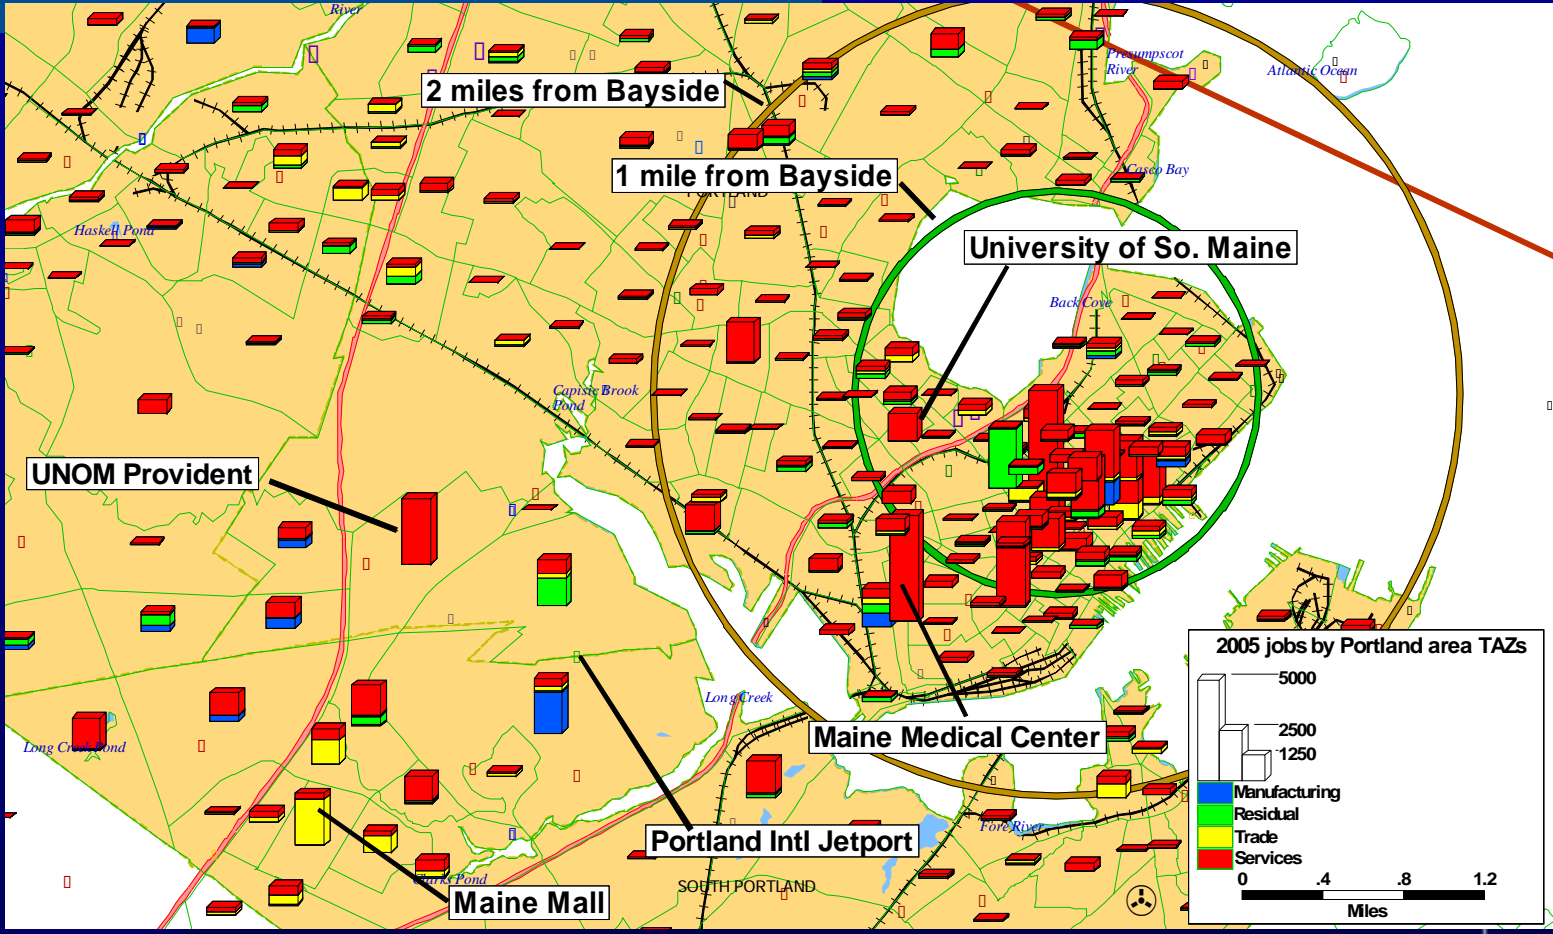 River
Presumpscot
River
Atlantic Ocean
2 miles from Bayside
1 mile from Bayside
Casco Bay
PORTLAND
Haskell Pond
University of So. Maine
Back Cove
Capisic Brook
Pond
UNOM Provident
Long Creek
Long Creek Pond
Maine Medical Center
Portland Intl Jetport
Fore River
Clarks Pond
SOUTH PORTLAND
Maine Mall
2005 jobs by Portland area TAZs
5000
2500
1250
Manufacturing
Residual
Trade
Services
0 .4 .8 1.2
Miles